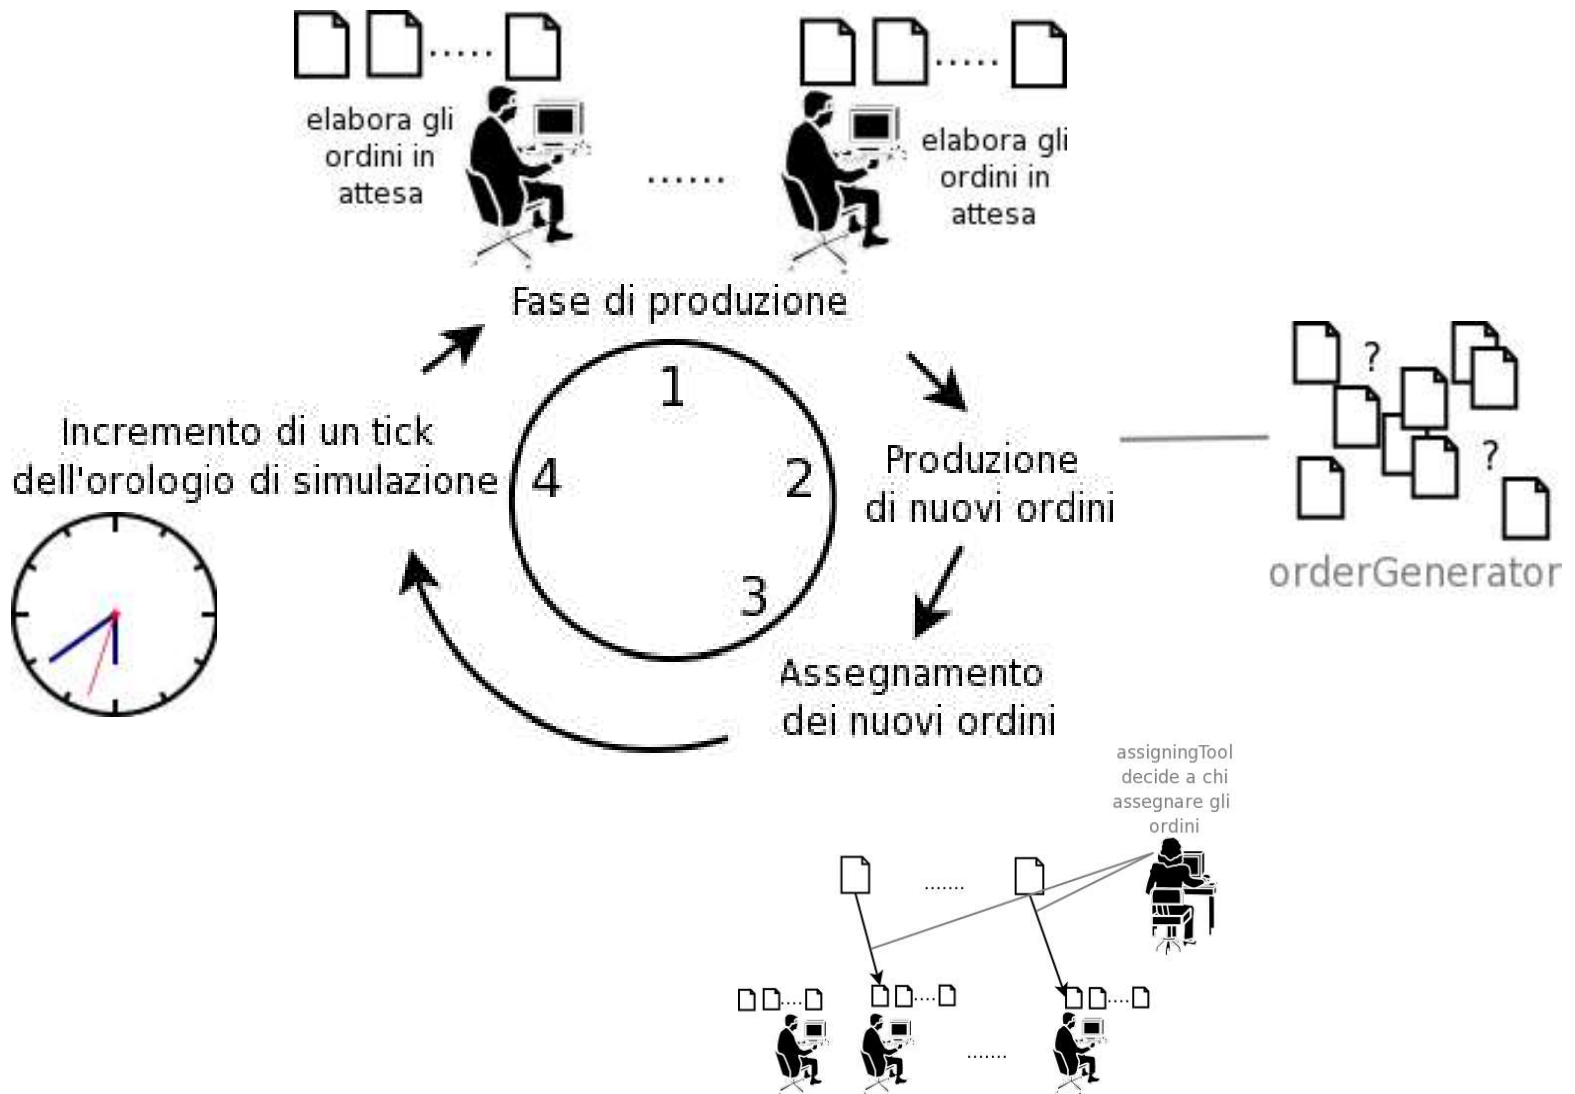 elabora gli
ordini in
attesa
elabora gli
ordini in
attesa
.....
.....
......
Fase di produzione
1
2
3
4
Produzione
di nuovi ordini
?
?
orderGenerator
Assegnamento
dei nuovi ordini
Incremento di un tick
dell'orologio di simulazione
assigningTool
decide a chi
assegnare gli
ordini
.......
....
....
....
.......